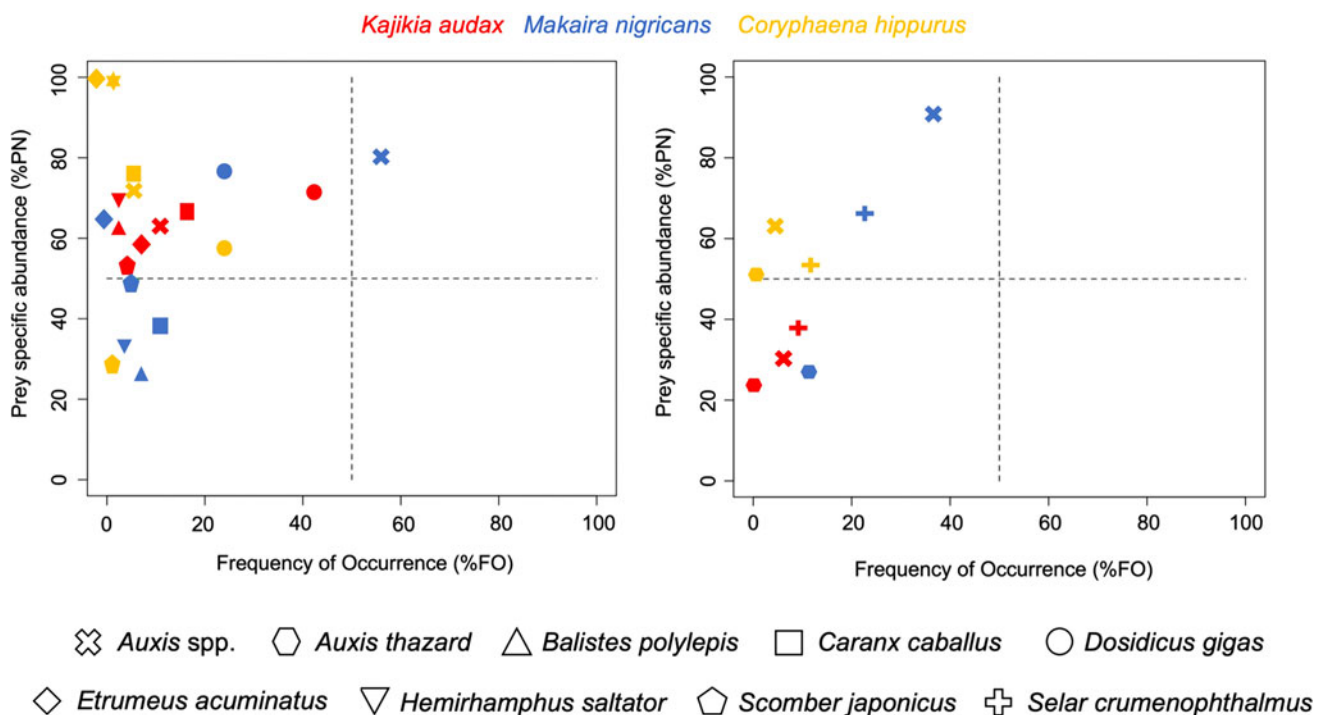 Kajikia audax Makaira nigricans Coryphaena hippurus
Prey specific abundance (%PN)
100
80
60
40
20
0
0 20 40 60 80 100
Frequency of Occurrence (%FO)
Prey specific abundance (%PN)
100
80
60
40
20
0
0 20 40 60 80 100
Frequency of Occurrence (%FO)
Auxis spp. Auxis thazard Balistes polylepis Caranx caballus Dosidicus gigas
Etrumeus acuminatus Hemirhamphus saltator Scomber japonicus Selar crumenophthalmus